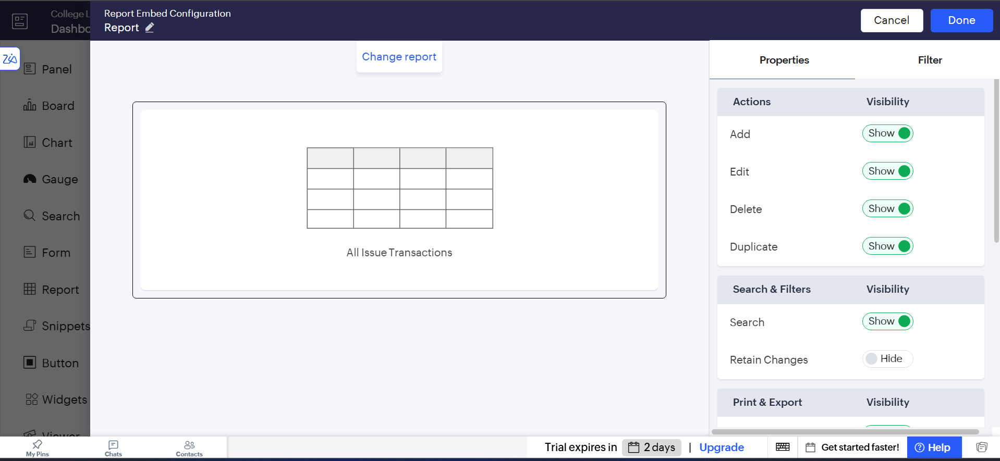 College L
Dashbo
Report Embed Configuration
Report
Cancel
Done
ZiA
Panel
Board
Chart
Gauge
Search
Form
Report
Snippets
Button
Widgets
Viewer
Change report
All Issue Transactions
Properties
Filter
Actions Visibility
Add Show
Edit Show
Delete Show
Duplicate Show
Search & Filters Visibility
Search Show
Retain Changes Hide
Print & Export Visibility
My Pins
Chats
Contacts
Trial expires in 2 days | Upgrade
Get started faster!
Help